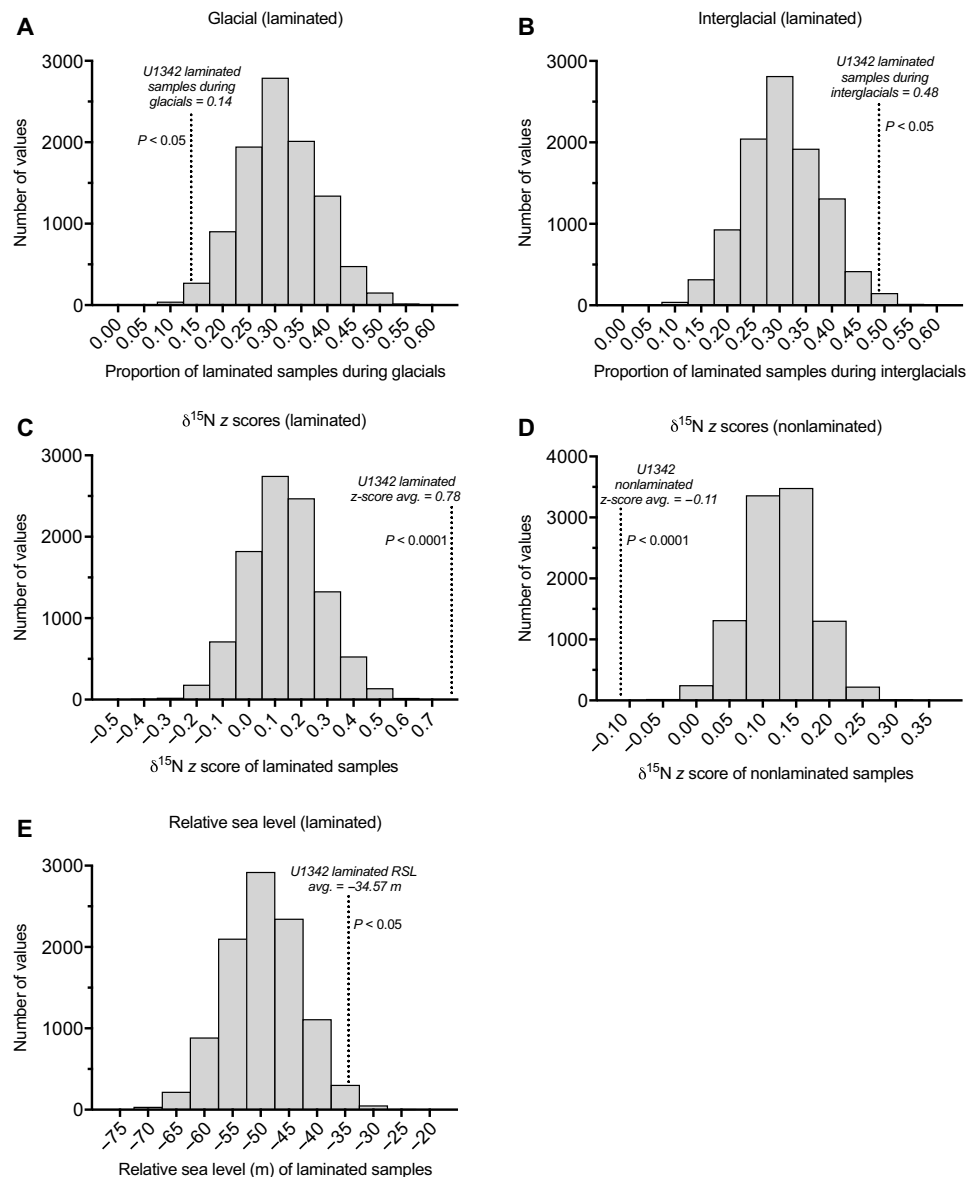 A
Glacial (laminated)
Number of values
3000
2000
1000
0
U1342 laminated
samples during
glacials = 0.14
P < 0.05
0.00 0.05 0.10 0.15 0.20 0.25 0.30 0.35 0.40 0.45 0.50 0.55 0.60
Proportion of laminated samples during glacials
B
Interglacial (laminated)
Number of values
3000
2000
1000
0
U1342 laminated
samples during
interglacials = 0.48
P < 0.05
0.00 0.05 0.10 0.15 0.20 0.25 0.30 0.35 0.40 0.45 0.50 0.55 0.60
Proportion of laminated samples during interglacials
C
δ¹⁵N z scores (laminated)
Number of values
3000
2000
1000
0
U1342 laminated
z-score avg. = 0.78
P < 0.0001
−0.5 −0.4 −0.3 −0.2 −0.1 0.0 0.1 0.2 0.3 0.4 0.5 0.6 0.7
δ¹⁵N z score of laminated samples
D
δ¹⁵N z scores (nonlaminated)
Number of values
4000
3000
2000
1000
0
U1342
nonlaminated
z-score avg. = −0.11
P < 0.0001
−0.10 −0.05 0.00 0.05 0.10 0.15 0.20 0.25 0.30 0.35
δ¹⁵N z score of nonlaminated samples
E
Relative sea level (laminated)
Number of values
3000
2000
1000
0
U1342 laminated RSL
avg. = −34.57 m
P < 0.05
−75 −70 −65 −60 −55 −50 −45 −40 −35 −30 −25 −20
Relative sea level (m) of laminated samples